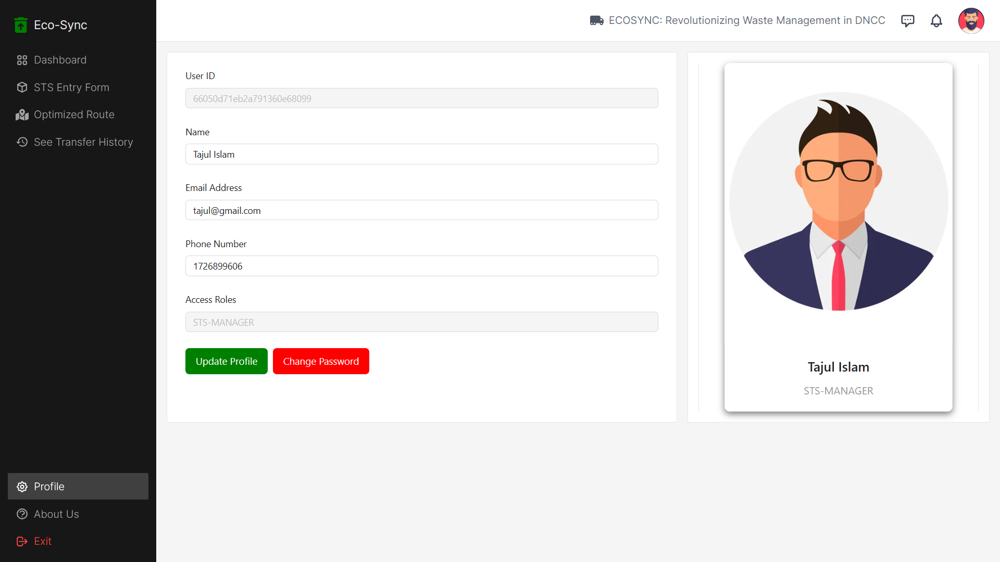 Eco-Sync
Dashboard
STS Entry Form
Optimized Route
See Transfer History
Profile
About Us
Exit
ECOSYNC: Revolutionizing Waste Management in DNCC
User ID
66050d71eb2a791360e68099
Name
Tajul Islam
Email Address
tajul@gmail.com
Phone Number
1726899606
Access Roles
STS-MANAGER
Update Profile
Change Password
Tajul Islam
STS-MANAGER